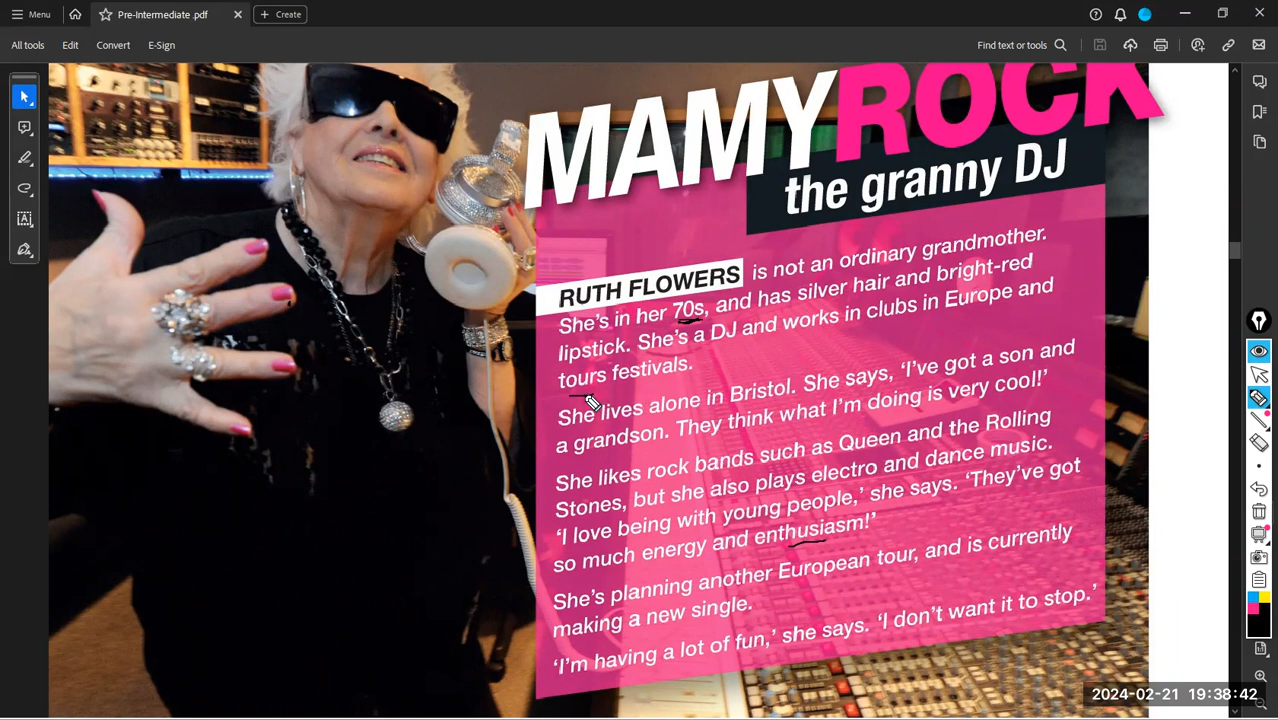 Menu
Pre-Intermediate .pdf
Create
All tools
Edit
Convert
E-Sign
Find text or tools
MAMYROCK
the granny DJ
RUTH FLOWERS is not an ordinary grandmother.
She's in her 70s, and has silver hair and bright-red
lipstick. She's a DJ and works in clubs in Europe and
tours festivals.
She lives alone in Bristol. She says, 'I've got a son and
a grandson. They think what I'm doing is very cool!'
She likes rock bands such as Queen and the Rolling
Stones, but she also plays electro and dance music.
'I love being with young people,' she says. 'They've got
so much energy and enthusiasm!'
She's planning another European tour, and is currently
making a new single.
'I'm having a lot of fun,' she says. 'I don't want it to stop.'
2024-02-21 19:38:42